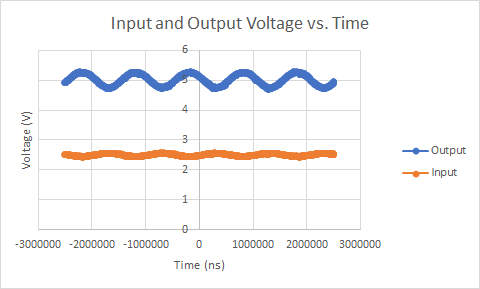 Input and Output Voltage vs. Time
6
5
4
3
2
1
0
-3000000 -2000000 -1000000 0 1000000 2000000 3000000
Voltage (V)
Time (ns)
Output
Input